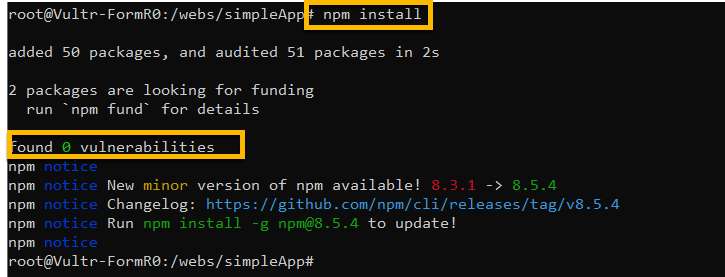 root@Vultr-FormR0:/webs/simpleApp# npm install
added 50 packages, and audited 51 packages in 2s
2 packages are looking for funding
run `npm fund` for details
found 0 vulnerabilities
npm notice
npm notice New minor version of npm available! 8.3.1 -> 8.5.4
npm notice Changelog: https://github.com/npm/cli/releases/tag/v8.5.4
npm notice Run npm install -g npm@8.5.4 to update!
npm notice
root@Vultr-FormR0:/webs/simpleApp#